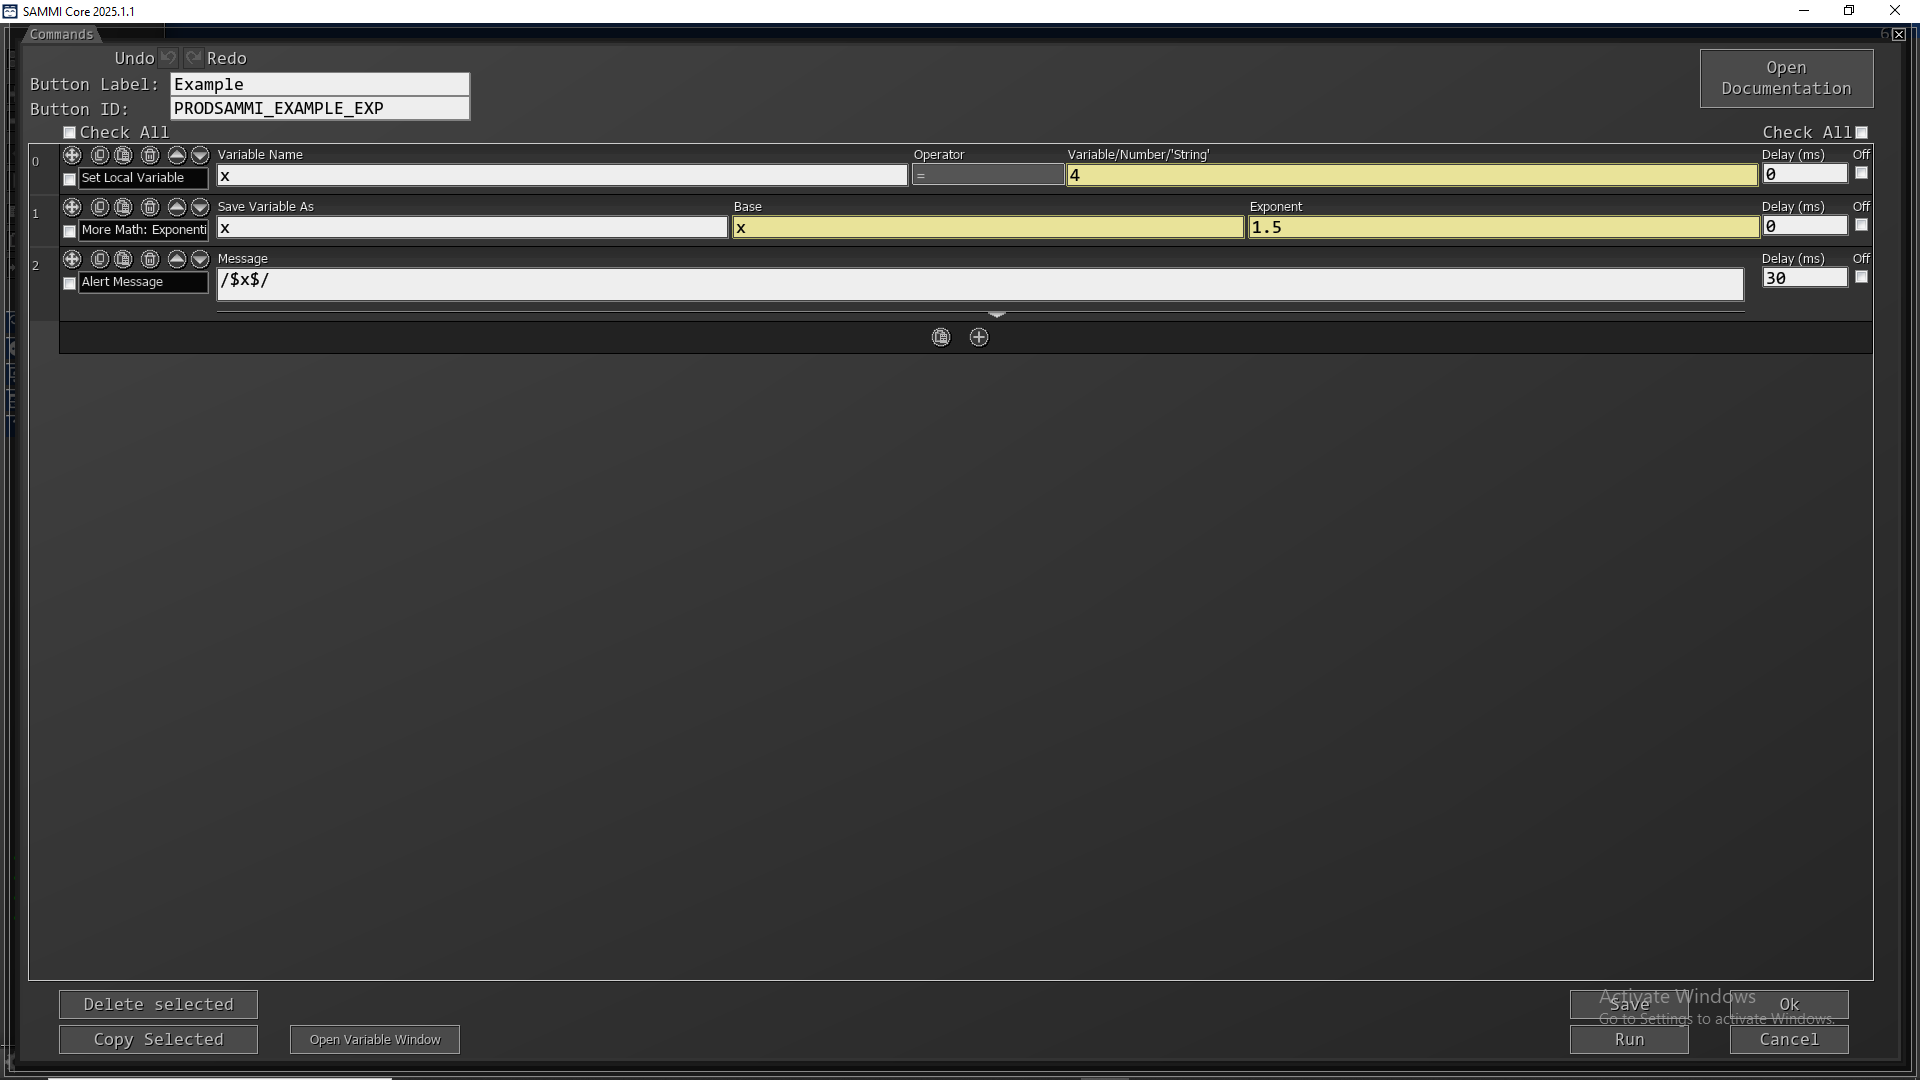 SAMMI Core 2025.1.1
Commands
Undo Redo
Button Label: Example
Button ID: PRODSAMMI_EXAMPLE_EXP
Open
Documentation
Check All
Check All
0
Variable Name
Operator
Variable/Number/'String'
Delay (ms)
Off
Set Local Variable
x
=
4
0
1
Save Variable As
Base
Exponent
Delay (ms)
Off
More Math: Exponenti
x
x
1.5
0
2
Message
Delay (ms)
Off
Alert Message
/$x$/
30
Delete selected
Copy Selected
Open Variable Window
Save
Ok
Activate Windows
Go to Settings to activate Windows.
Run
Cancel